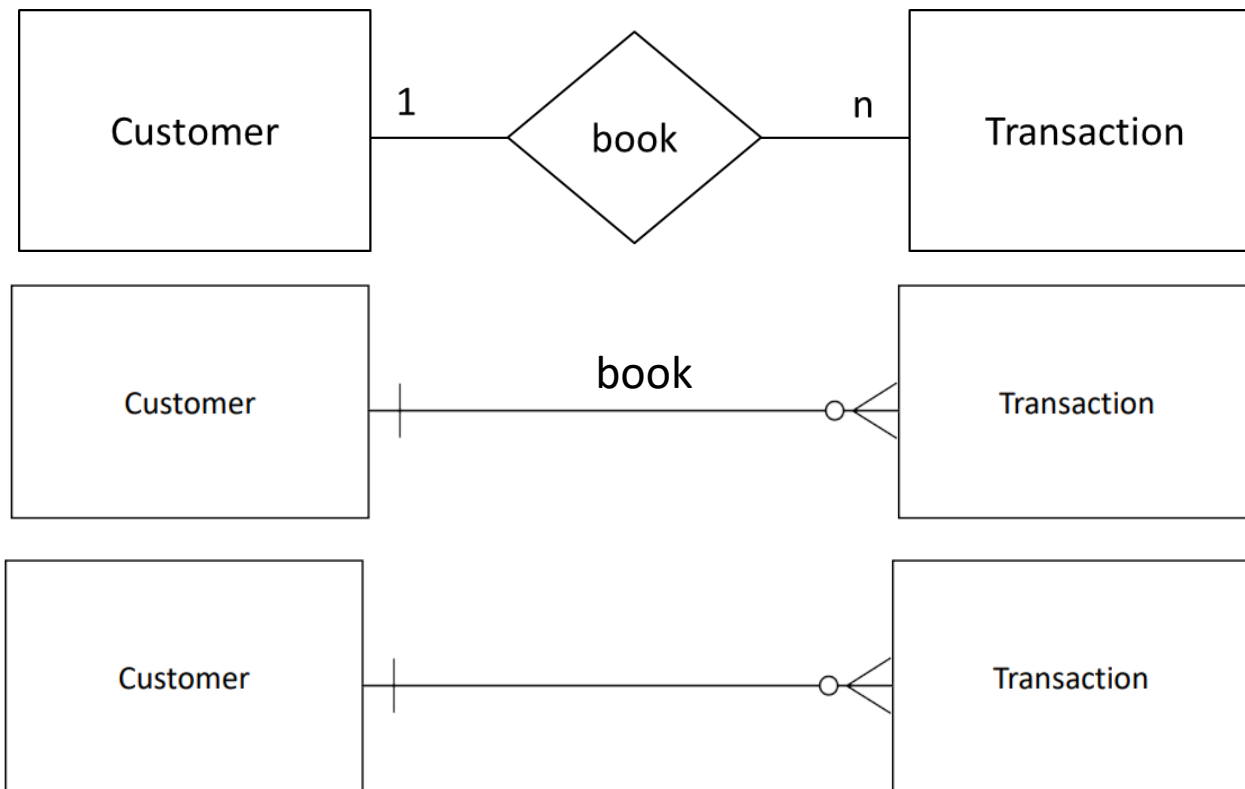 Customer
1
book
n
Transaction
Customer
book
Transaction
Customer
Transaction